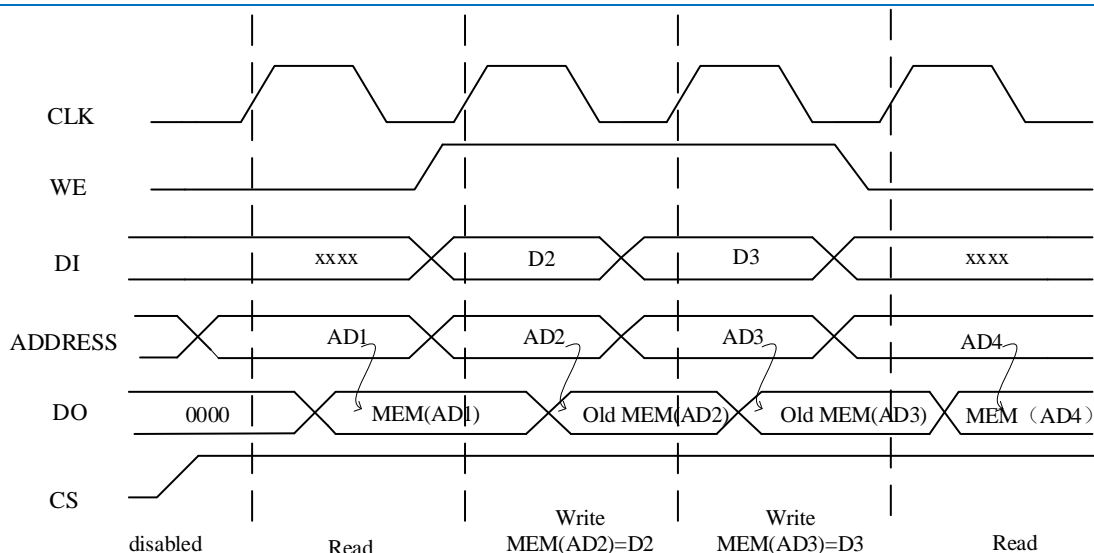 CLK
WE
DI xxxx D2 D3 xxxx
ADDRESS AD1 AD2 AD3 AD4
DO 0000 MEM(AD1) Old MEM(AD2) Old MEM(AD3) MEM（AD4）
CS
disabled Read Write Write Read
MEM(AD2)=D2 MEM(AD3)=D3